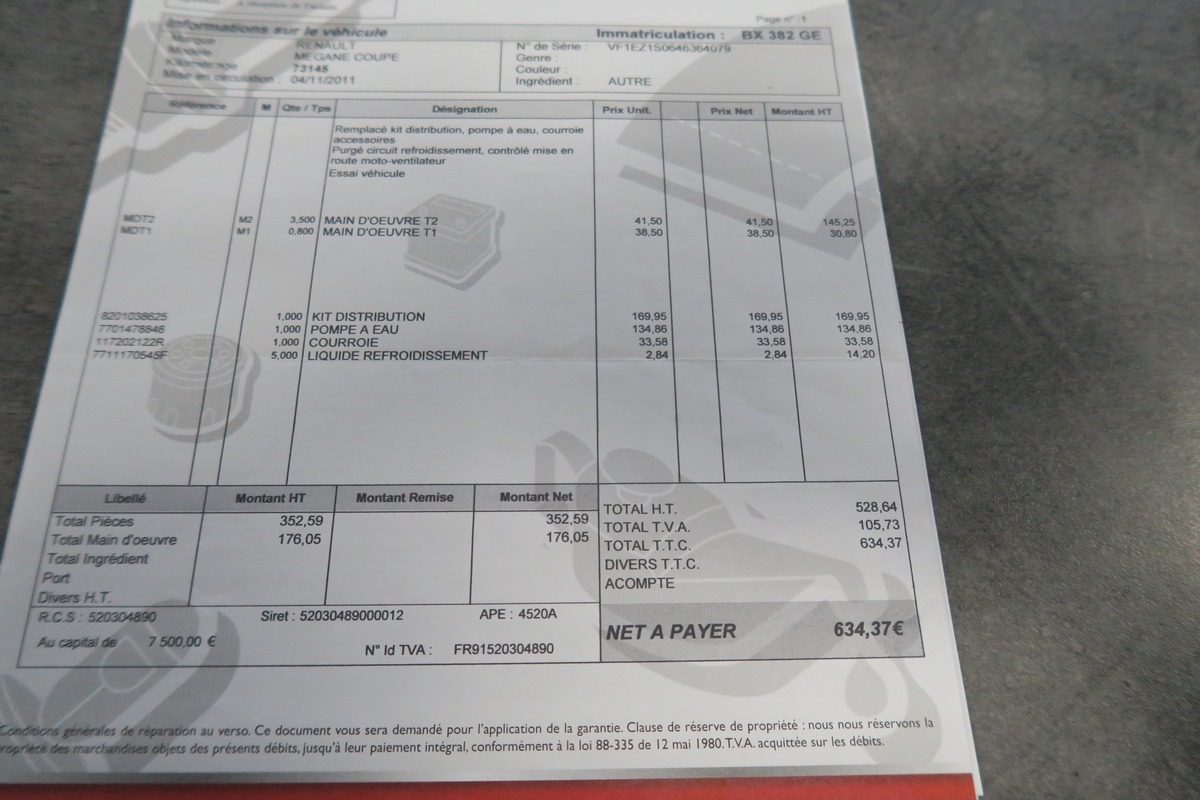 A réception de Facture
Page n° : 1
Informations sur le véhicule
Immatriculation : BX 382 GE
Marque RENAULT
N° de Série : VF1EZ1S0646364079
Modèle MEGANE COUPE
Genre :
Kilométrage : 73145
Couleur :
Mise en circulation : 04/11/2011
Ingrédient : AUTRE
Référence M Qte / Tps Désignation Prix Unit. Prix Net Montant HT
Remplacé kit distribution, pompe à eau, courroie
accessoires
Purgé circuit refroidissement, contrôlé mise en
route moto-ventilateur
Essai véhicule
MDT2 M2 3,500 MAIN D'OEUVRE T2 41,50 41,50 145,25
MDT1 M1 0,800 MAIN D'OEUVRE T1 38,50 38,50 30,80
8201038625 1,000 KIT DISTRIBUTION 169,95 169,95 169,95
7701478846 1,000 POMPE A EAU 134,86 134,86 134,86
117202122R 1,000 COURROIE 33,58 33,58 33,58
7711170545F 5,000 LIQUIDE REFROIDISSEMENT 2,84 2,84 14,20
Libellé Montant HT Montant Remise Montant Net
Total Pièces 352,59 352,59
Total Main d'oeuvre 176,05 176,05
Total Ingrédient
Port
Divers H.T.
TOTAL H.T. 528,64
TOTAL T.V.A. 105,73
TOTAL T.T.C. 634,37
DIVERS T.T.C.
ACOMPTE
R.C.S : 520304890 Siret : 52030489000012 APE : 4520A
Au capital de 7 500,00 € N° Id TVA : FR91520304890
NET A PAYER 634,37€
Conditions générales de réparation au verso. Ce document vous sera demandé pour l'application de la garantie. Clause de réserve de propriété : nous nous réservons la
propriété des marchandises objets des présents débits, jusqu'à leur paiement intégral, conformément à la loi 88-335 de 12 mai 1980. T.V.A. acquittée sur les débits.